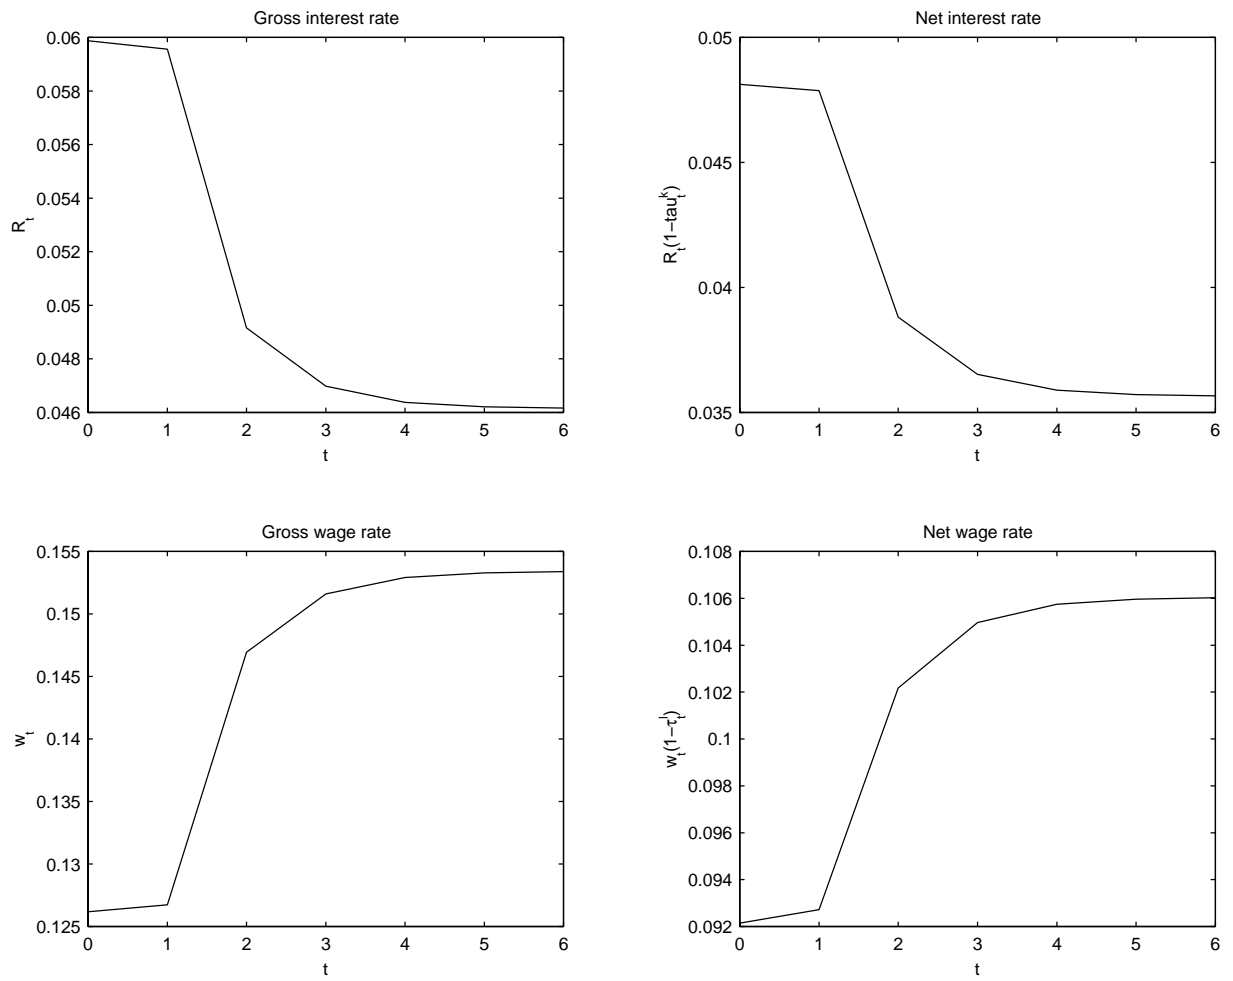 Gross interest rate
0.06
0.058
0.056
0.054
0.052
0.05
0.048
0.046
R_t
0 1 2 3 4 5 6
t
Net interest rate
0.05
0.045
0.04
0.035
R_t(1−tau_t^k)
0 1 2 3 4 5 6
t
Gross wage rate
0.155
0.15
0.145
0.14
0.135
0.13
0.125
w_t
0 1 2 3 4 5 6
t
Net wage rate
0.108
0.106
0.104
0.102
0.1
0.098
0.096
0.094
0.092
w_t(1−τ_t^l)
0 1 2 3 4 5 6
t